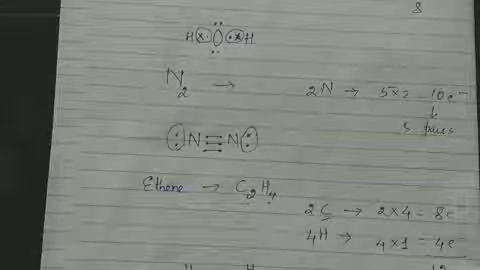 8
H O H
N2 → 2N → 5×2 10e⁻
5 pairs
N ≡ N
Ethene → C2H4
2C → 2×4 = 8e
4H → 4×1 = 4e